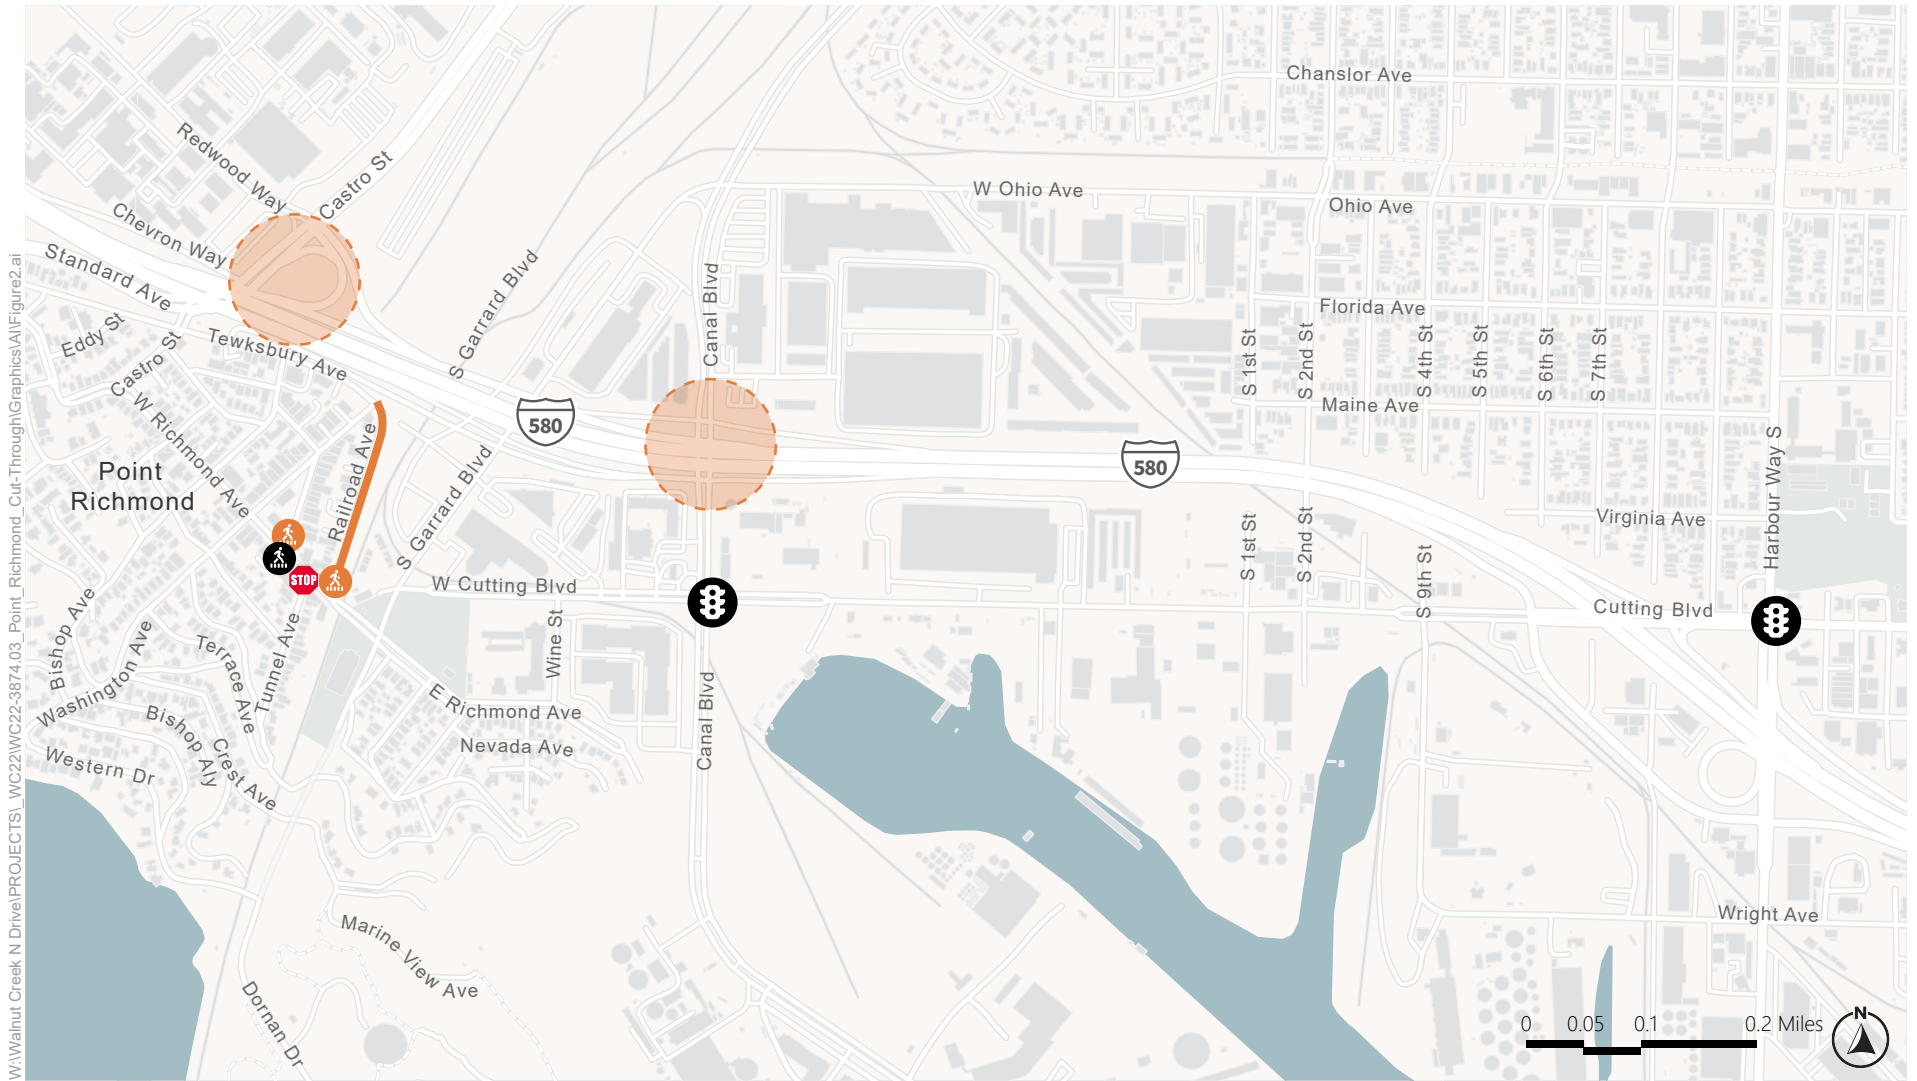 Chanslor Ave
Redwood Way
Castro St
W Ohio Ave
Ohio Ave
Chevron Way
Standard Ave
S Garrard Blvd
Canal Blvd
Florida Ave
Eddy St
Castro St
Tewksbury Ave
S 1st St
S 2nd St
S 4th St
S 5th St
S 6th St
S 7th St
W Richmond Ave
Maine Ave
580
580
Point
Richmond
Railroad Ave
S Garrard Blvd
Harbour Way S
Virginia Ave
S 1st St
S 2nd St
S 9th St
STOP
W Cutting Blvd
Cutting Blvd
Bishop Ave
Washington Ave
Terrace Ave
Tunnel Ave
Wine St
E Richmond Ave
Canal Blvd
Nevada Ave
Bishop Aly
Crest Ave
Western Dr
Marine View Ave
Wright Ave
Dornan Dr
0 0.05 0.1 0.2 Miles
N
W:\Walnut Creek N Drive\PROJECTS\_WC22\WC22-3874.03_Point_Richmond_Cut-Through\Graphics\AI\Figure2.ai